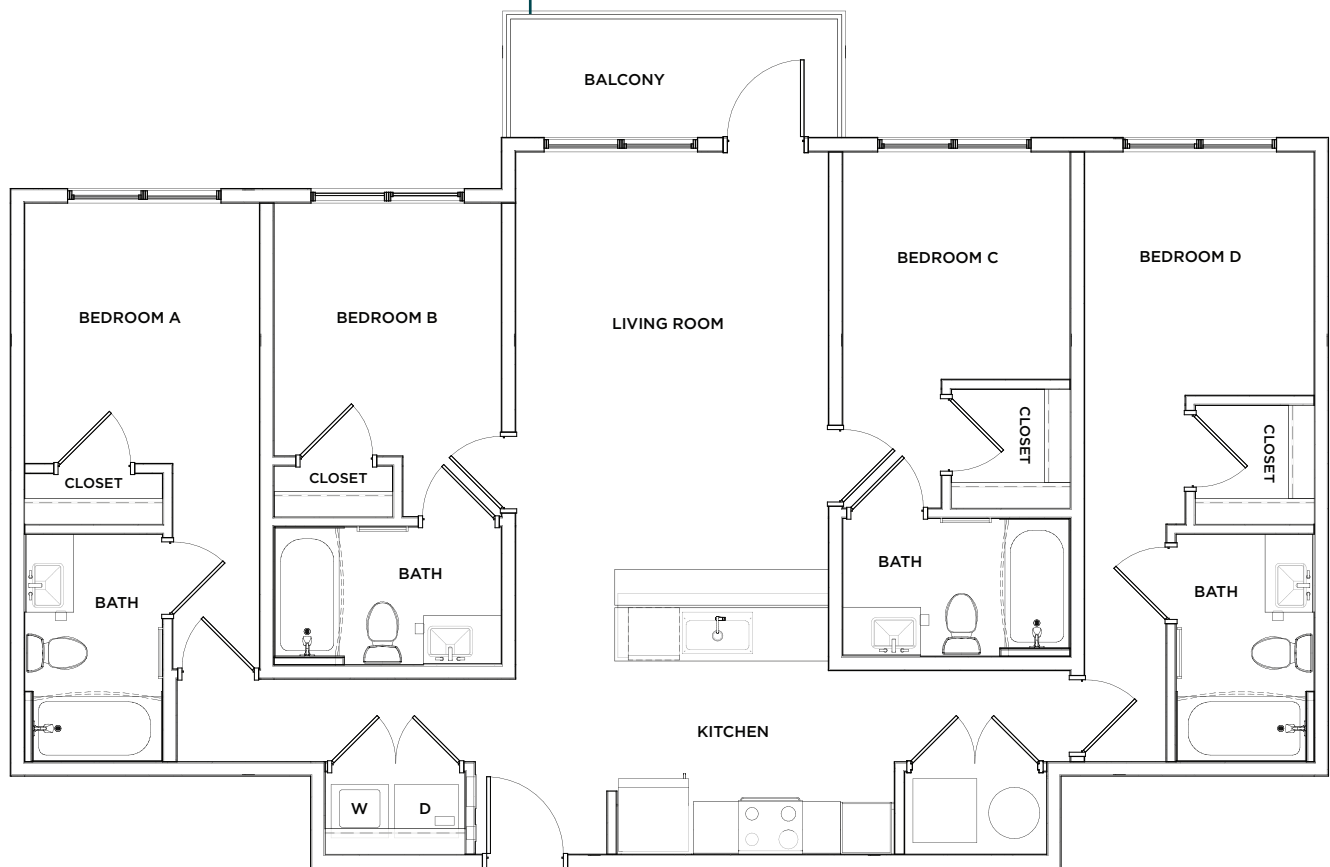 BALCONY
BEDROOM C
BEDROOM D
BEDROOM A
BEDROOM B
LIVING ROOM
CLOSET
CLOSET
CLOSET
CLOSET
BATH
BATH
BATH
BATH
KITCHEN
W
D